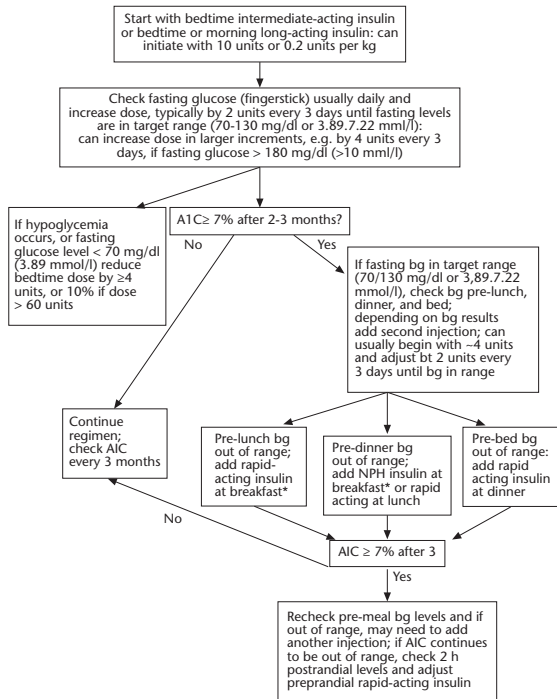 Start with bedtime intermediate-acting insulin
or bedtime or morning long-acting insulin: can
initiate with 10 units or 0.2 units per kg
Check fasting glucose (fingerstick) usually daily and
increase dose, typically by 2 units every 3 days until fasting levels
are in target range (70-130 mg/dl or 3.89.7.22 mml/l):
can increase dose in larger increments, e.g. by 4 units every 3
days, if fasting glucose > 180 mg/dl (>10 mml/l)
If hypoglycemia
occurs, or fasting
glucose level < 70 mg/dl
(3.89 mmol/l) reduce
bedtime dose by ≥4
units, or 10% if dose
> 60 units
A1C≥ 7% after 2-3 months?
No
Yes
If fasting bg in target range
(70/130 mg/dl or 3,89.7.22
mmol/l), check bg pre-lunch,
dinner, and bed;
depending on bg results
add second injection; can
usually begin with ~4 units
and adjust bt 2 units every
3 days until bg in range
Continue
regimen;
check AIC
every 3 months
Pre-lunch bg
out of range;
add rapid-
acting insulin
at breakfast*
Pre-dinner bg
out of range;
add NPH insulin at
breakfast* or rapid
acting at lunch
Pre-bed bg
out of range:
add rapid
acting insulin
at dinner
No
AIC ≥ 7% after 3
Yes
Recheck pre-meal bg levels and if
out of range, may need to add
another injection; if AIC continues
to be out of range, check 2 h
postrandial levels and adjust
preprandial rapid-acting insulin